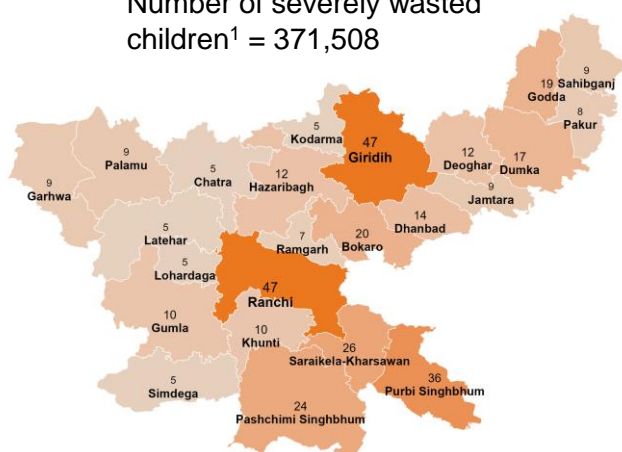 Number of severely wasted
children¹ = 371,508
9
Sahibganj
19
Godda
8
Pakur
5
Kodarma
47
Giridih
12
Deoghar
17
Dumka
9
Palamu
5
Chatra
12
Hazaribagh
9
Jamtara
9
Garhwa
14
Dhanbad
20
Bokaro
7
Ramgarh
5
Latehar
5
Lohardaga
47
Ranchi
10
Gumla
10
Khunti
26
Saraikela-Kharsawan
36
Purbi Singhbhum
5
Simdega
24
Pashchimi Singhbhum